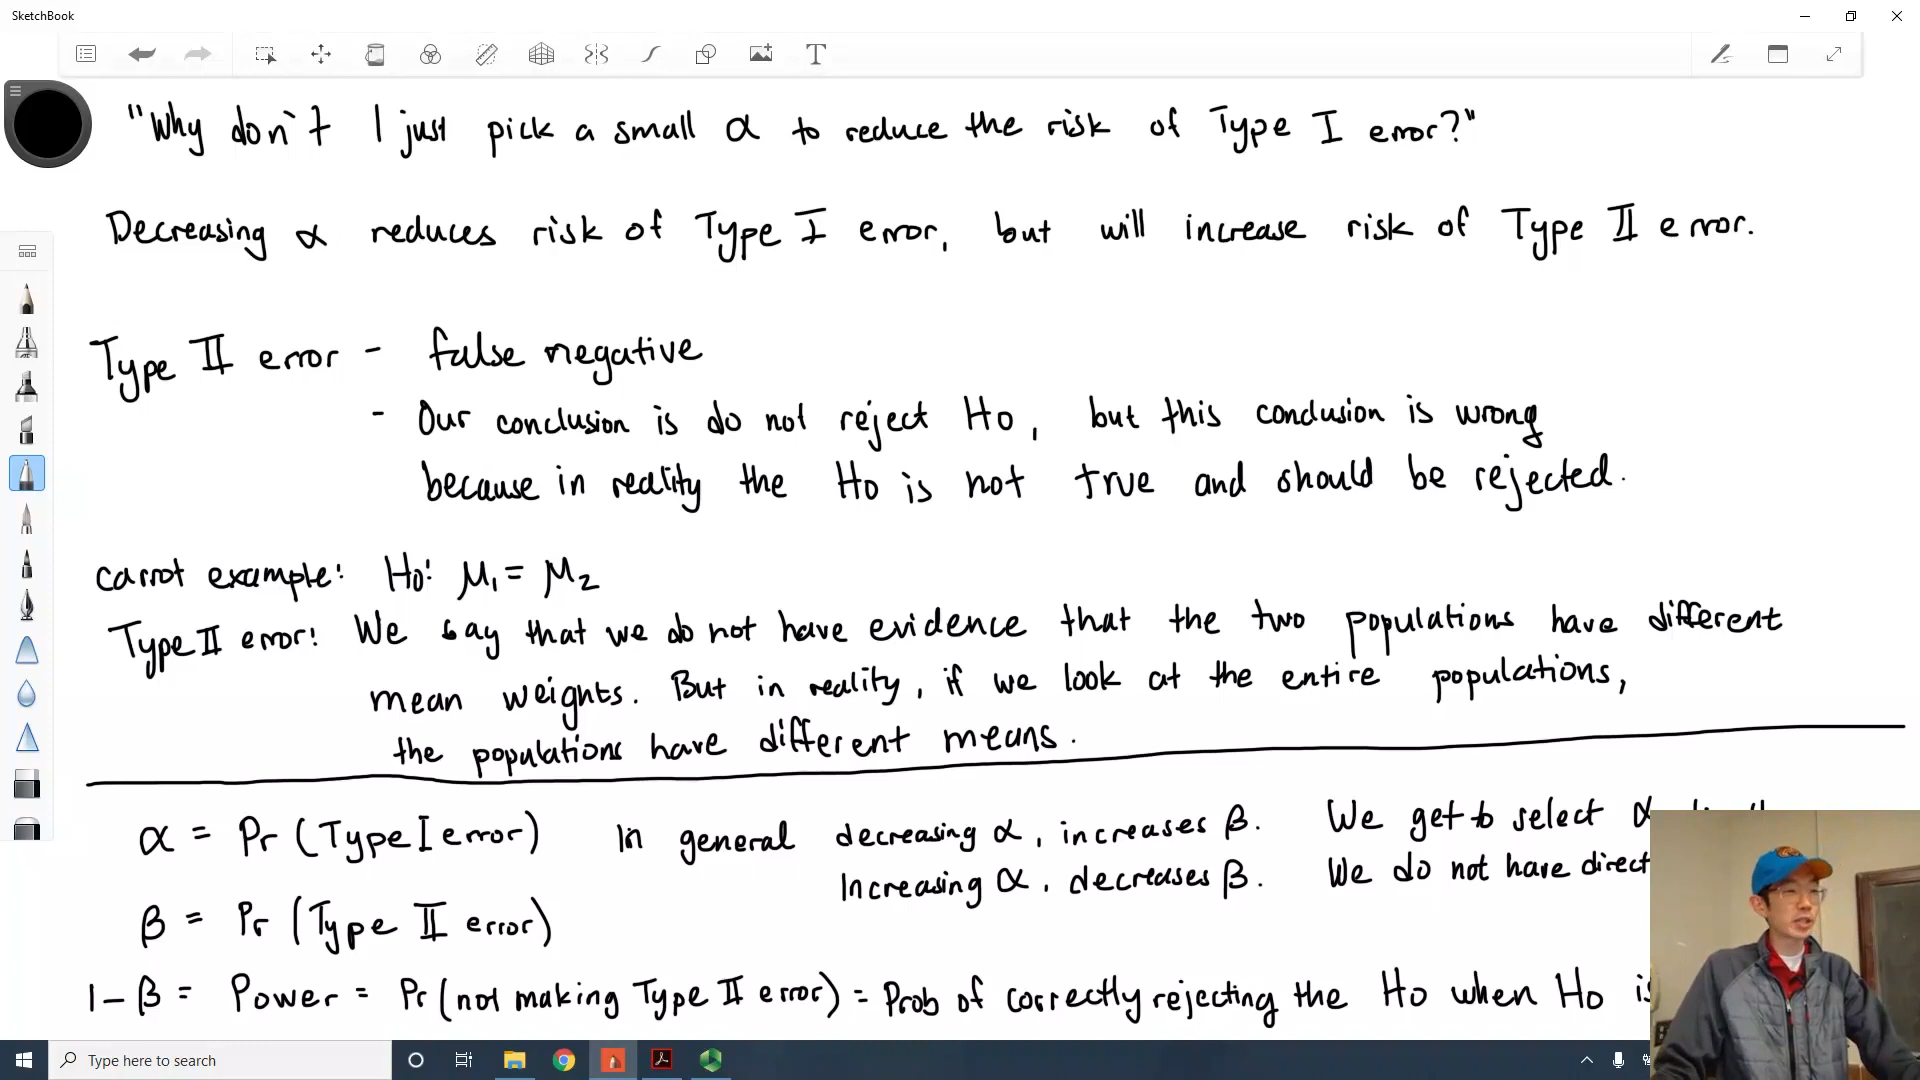 SketchBook
"Why don't I just pick a small α to reduce the risk of Type I error?"
Decreasing α reduces risk of Type I error, but will increase risk of Type II error.
Type II error - false negative
- Our conclusion is do not reject Ho, but this conclusion is wrong
because in reality the Ho is not true and should be rejected.
carrot example: Ho: μ₁ = μ₂
Type II error: We say that we do not have evidence that the two populations have different
mean weights. But in reality, if we look at the entire populations,
the populations have different means.
α = Pr (Type I error) In general decreasing α, increases β. We get to select α
Increasing α, decreases β. We do not have direct
β = Pr (Type II error)
1 - β = Power = Pr (not making Type II error) = Prob of correctly rejecting the Ho when Ho is
Type here to search